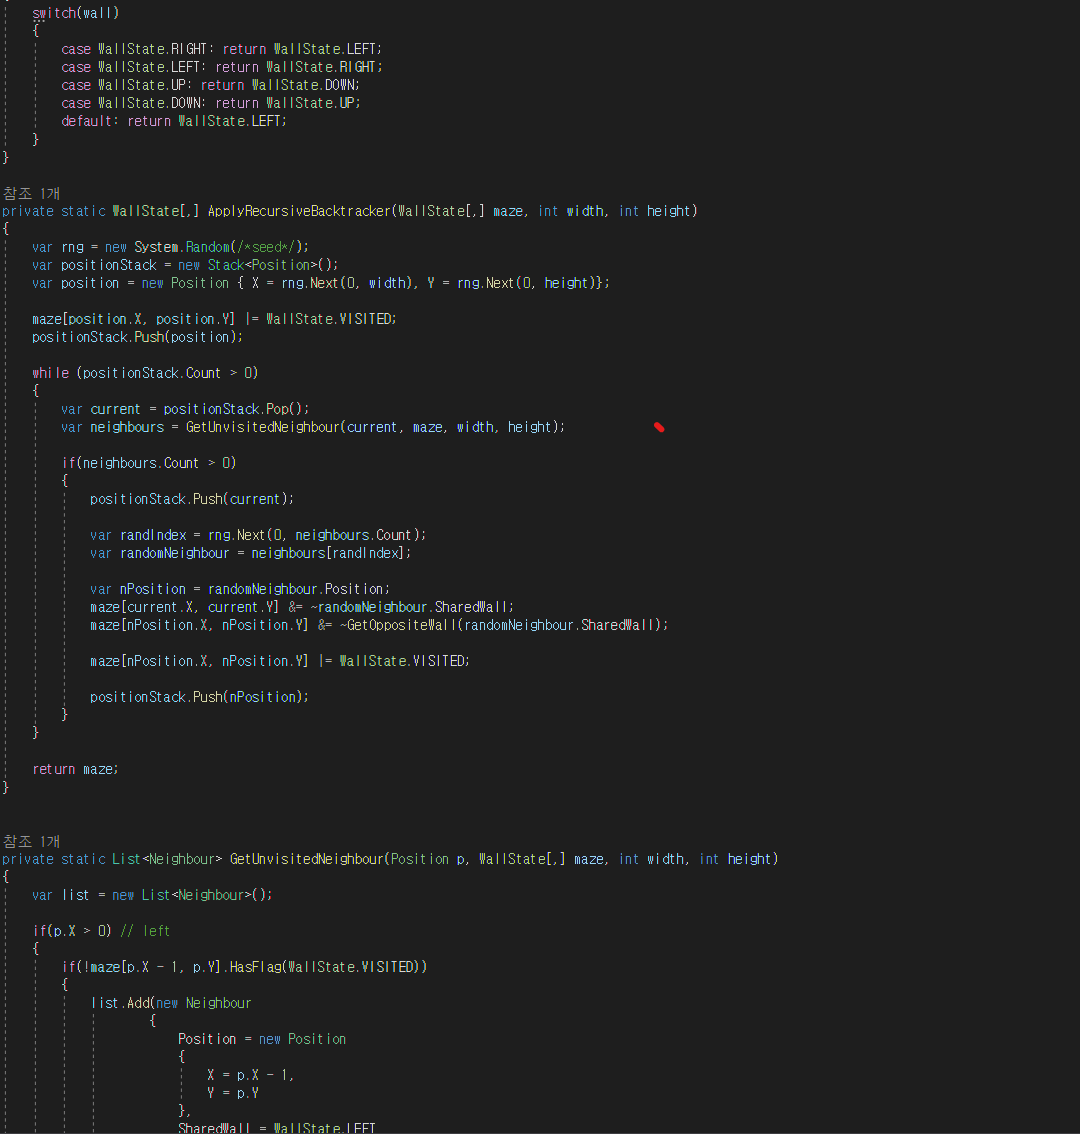 switch(wall)
{
case WallState.RIGHT: return WallState.LEFT;
case WallState.LEFT: return WallState.RIGHT;
case WallState.UP: return WallState.DOWN;
case WallState.DOWN: return WallState.UP;
default: return WallState.LEFT;
}
}
참조 1개
private static WallState[,] ApplyRecursiveBacktracker(WallState[,] maze, int width, int height)
{
var rng = new System.Random(/*seed*/);
var positionStack = new Stack<Position>();
var position = new Position { X = rng.Next(0, width), Y = rng.Next(0, height)};
maze[position.X, position.Y] |= WallState.VISITED;
positionStack.Push(position);
while (positionStack.Count > 0)
{
var current = positionStack.Pop();
var neighbours = GetUnvisitedNeighbour(current, maze, width, height);
if(neighbours.Count > 0)
{
positionStack.Push(current);
var randIndex = rng.Next(0, neighbours.Count);
var randomNeighbour = neighbours[randIndex];
var nPosition = randomNeighbour.Position;
maze[current.X, current.Y] &= ~randomNeighbour.SharedWall;
maze[nPosition.X, nPosition.Y] &= ~GetOppositeWall(randomNeighbour.SharedWall);
maze[nPosition.X, nPosition.Y] |= WallState.VISITED;
positionStack.Push(nPosition);
}
}
return maze;
}
참조 1개
private static List<Neighbour> GetUnvisitedNeighbour(Position p, WallState[,] maze, int width, int height)
{
var list = new List<Neighbour>();
if(p.X > 0) // left
{
if(!maze[p.X - 1, p.Y].HasFlag(WallState.VISITED))
{
list.Add(new Neighbour
{
Position = new Position
{
X = p.X - 1,
Y = p.Y
},
SharedWall = WallState.LEFT